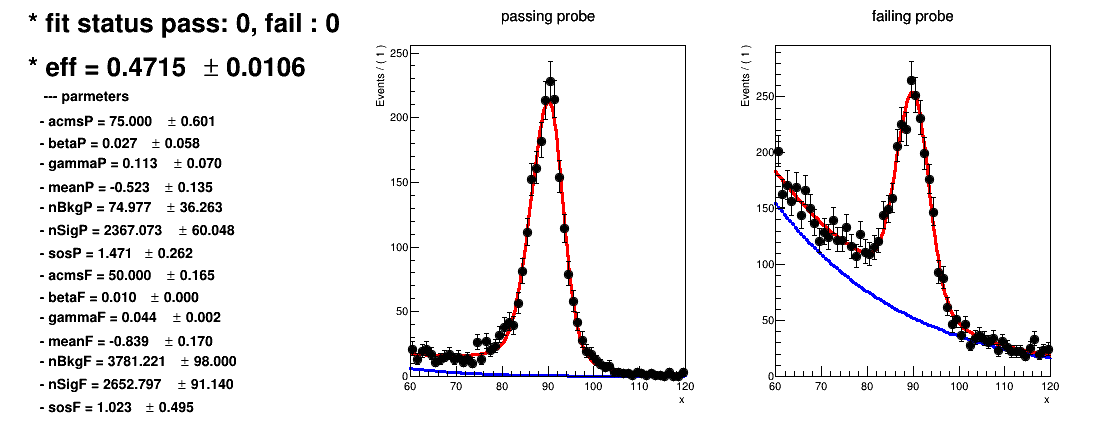 * fit status pass: 0, fail : 0
* eff = 0.4715 ± 0.0106
--- parmeters
- acmsP = 75.000 ± 0.601
- betaP = 0.027 ± 0.058
- gammaP = 0.113 ± 0.070
- meanP = -0.523 ± 0.135
- nBkgP = 74.977 ± 36.263
- nSigP = 2367.073 ± 60.048
- sosP = 1.471 ± 0.262
- acmsF = 50.000 ± 0.165
- betaF = 0.010 ± 0.000
- gammaF = 0.044 ± 0.002
- meanF = -0.839 ± 0.170
- nBkgF = 3781.221 ± 98.000
- nSigF = 2652.797 ± 91.140
- sosF = 1.023 ± 0.495
passing probe
Events / ( 1 )
250
200
150
100
50
0
60 70 80 90 100 110 120
x
failing probe
Events / ( 1 )
250
200
150
100
50
0
60 70 80 90 100 110 120
x